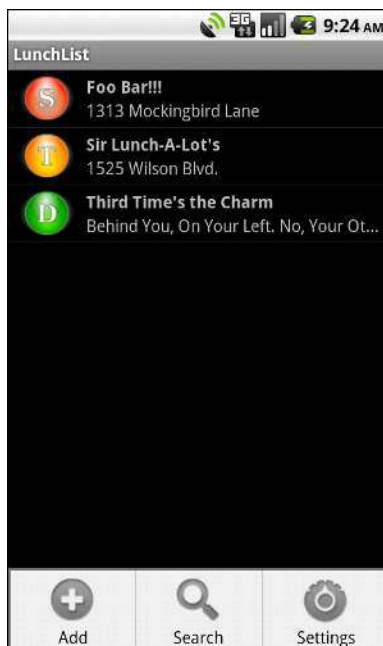 3G 9:24 AM
LunchList
S
Foo Bar!!!
1313 Mockingbird Lane
T
Sir Lunch-A-Lot's
1525 Wilson Blvd.
D
Third Time's the Charm
Behind You, On Your Left. No, Your Ot...
Add Search Settings